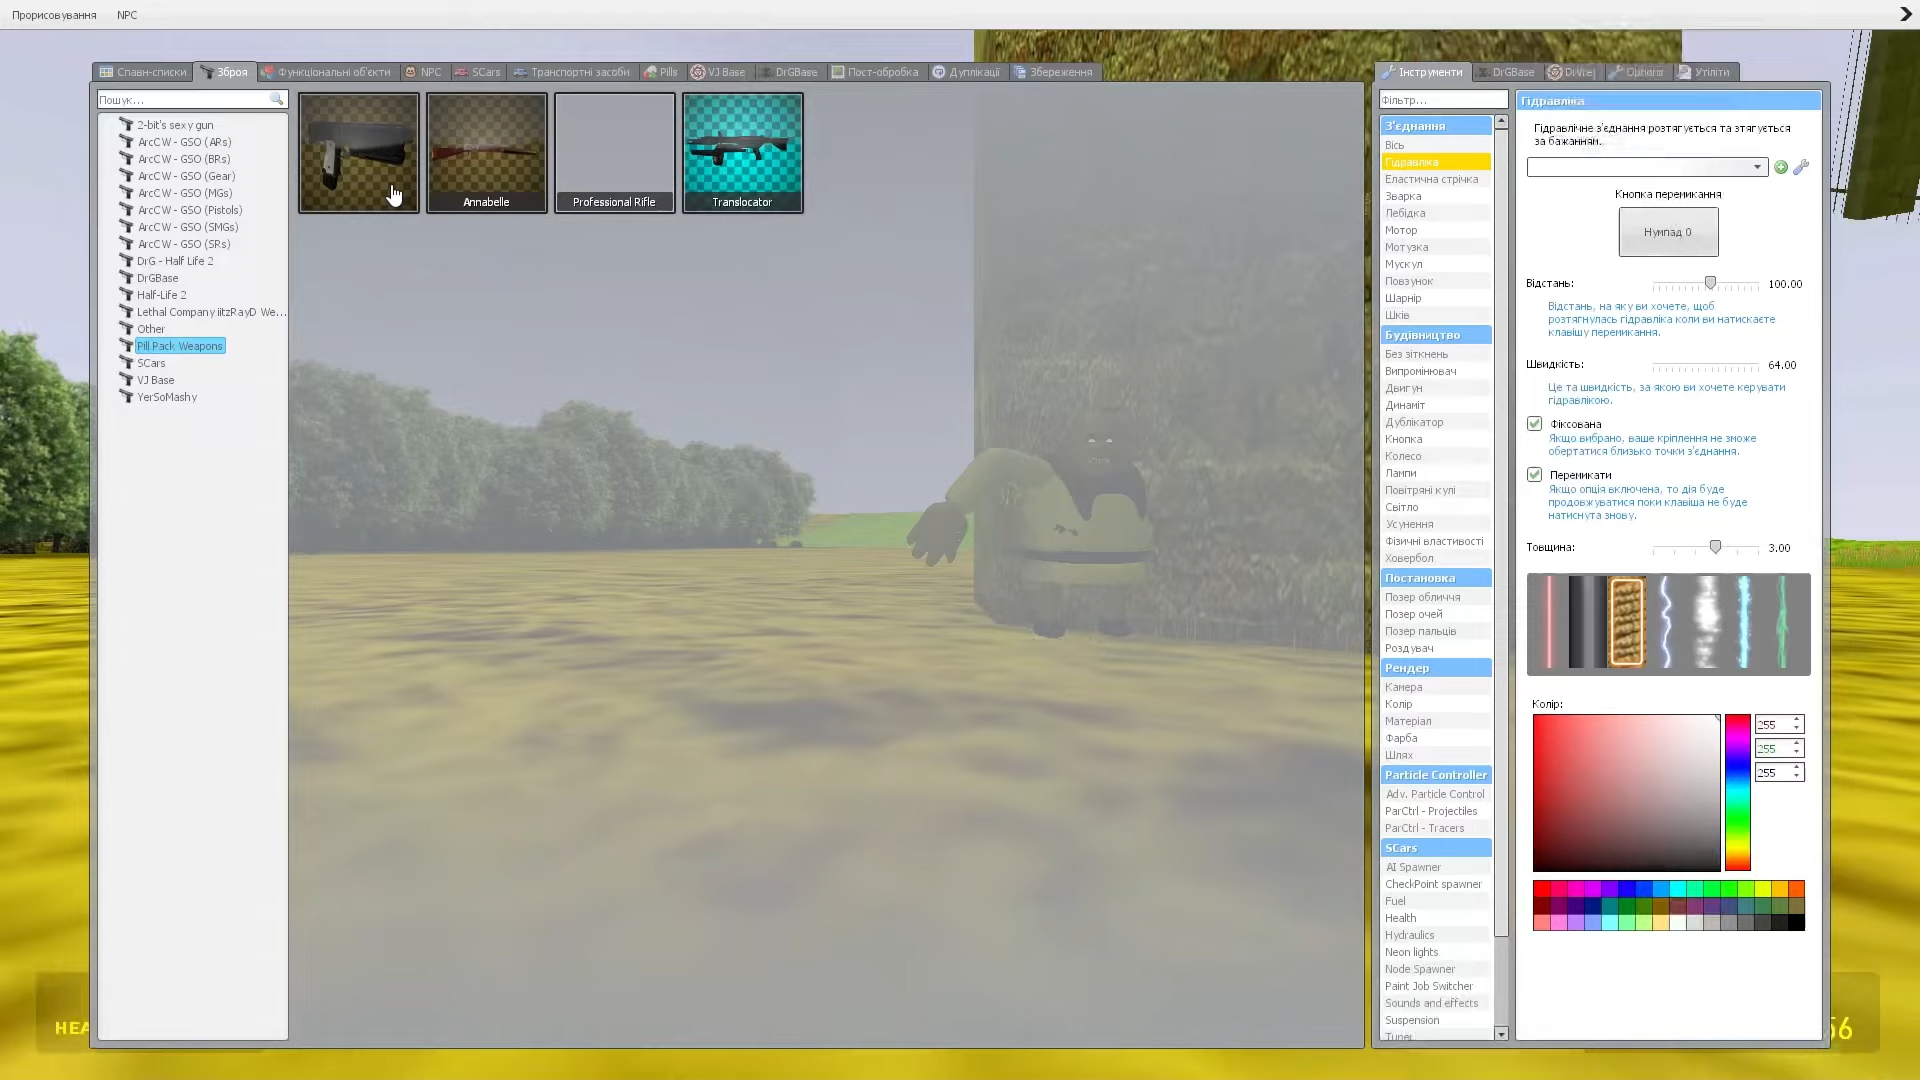 Прорисовування NPC
Спавн-списки Зброя Функціональні об'єкти NPC SCars Транспортні засоби Pills VJ Base DrGBase Пост-обробка Дуплікації Збереження
Інструменти DrGBase Options Утіліти
Пошук...
2-bit's sexy gun
ArcCW - GSO (ARs)
ArcCW - GSO (BRs)
ArcCW - GSO (Gear)
ArcCW - GSO (MGs)
ArcCW - GSO (Pistols)
ArcCW - GSO (SMGs)
ArcCW - GSO (SRs)
DrG - Half Life 2
DrGBase
Half-Life 2
Lethal Company iitzRayD We...
Other
Pill Pack Weapons
SCars
VJ Base
YerSoMashy
Annabelle
Professional Rifle
Translocator
Фільтр...
З'єднання
Вісь
Гідравліка
Еластична стрічка
Зварка
Лебідка
Мотор
Мотузка
Мускул
Повзунок
Шарнір
Шків
Будівництво
Без зіткнень
Випромінювач
Двигун
Динаміт
Дублікатор
Кнопка
Колесо
Лампи
Повітряні кулі
Світло
Усунення
Фізичні властивості
Ховербол
Постановка
Позер обличчя
Позер очей
Позер пальців
Роздувач
Рендер
Камера
Колір
Матеріал
Фарба
Шлях
Particle Controller
Adv. Particle Control
ParCtrl - Projectiles
ParCtrl - Tracers
SCars
AI Spawner
CheckPoint spawner
Fuel
Health
Hydraulics
Neon lights
Node Spawner
Paint Job Switcher
Sounds and effects
Suspension
Tuner
Гідравліка
Гідравлічне з'єднання розтягується та зтягується
за бажанням.
Кнопка перемикання
Нумпад 0
Відстань: 100.00
Відстань, на яку ви хочете, щоб
розтягнулась гідравліка коли ви натискаєте
клавішу перемикання.
Швидкість: 64.00
Це та швидкість, за якою ви хочете керувати
гідравлікою.
Фіксована
Якщо вибрано, ваше кріплення не зможе
обертатися близько точки з'єднання.
Перемикати
Якщо опція включена, то дія буде
продовжуватися поки клавіша не буде
натиснута знову.
Товщина: 3.00
Колір:
255
255
255
HEA
56